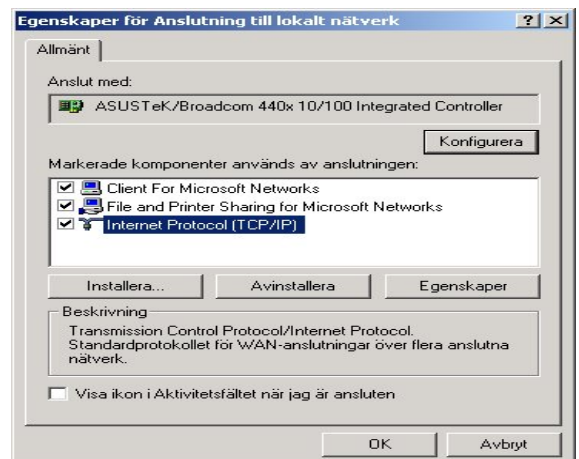 Egenskaper för Anslutning till lokalt nätverk
Allmänt
Anslut med:
ASUSTeK/Broadcom 440x 10/100 Integrated Controller
Konfigurera
Markerade komponenter används av anslutningen:
Client For Microsoft Networks
File and Printer Sharing for Microsoft Networks
Internet Protocol (TCP/IP)
Installera...
Avinstallera
Egenskaper
Beskrivning
Transmission Control Protocol/Internet Protocol.
Standardprotokollet för WAN-anslutningar över flera anslutna
nätverk.
Visa ikon i Aktivitetsfältet när jag är ansluten
OK
Avbryt